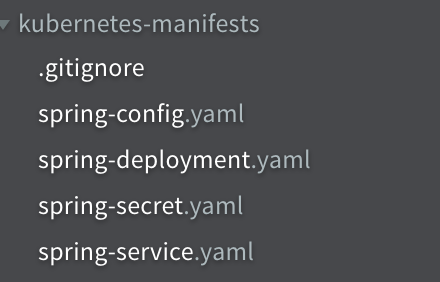 kubernetes-manifests
.gitignore
spring-config.yaml
spring-deployment.yaml
spring-secret.yaml
spring-service.yaml